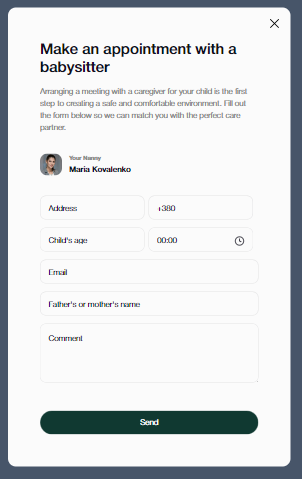 Make an appointment with a
babysitter
Arranging a meeting with a caregiver for your child is the first
step to creating a safe and comfortable environment. Fill out
the form below so we can match you with the perfect care
partner.
Your Nanny
Maria Kovalenko
Address
+380
Child's age
00:00
Email
Father's or mother's name
Comment
Send